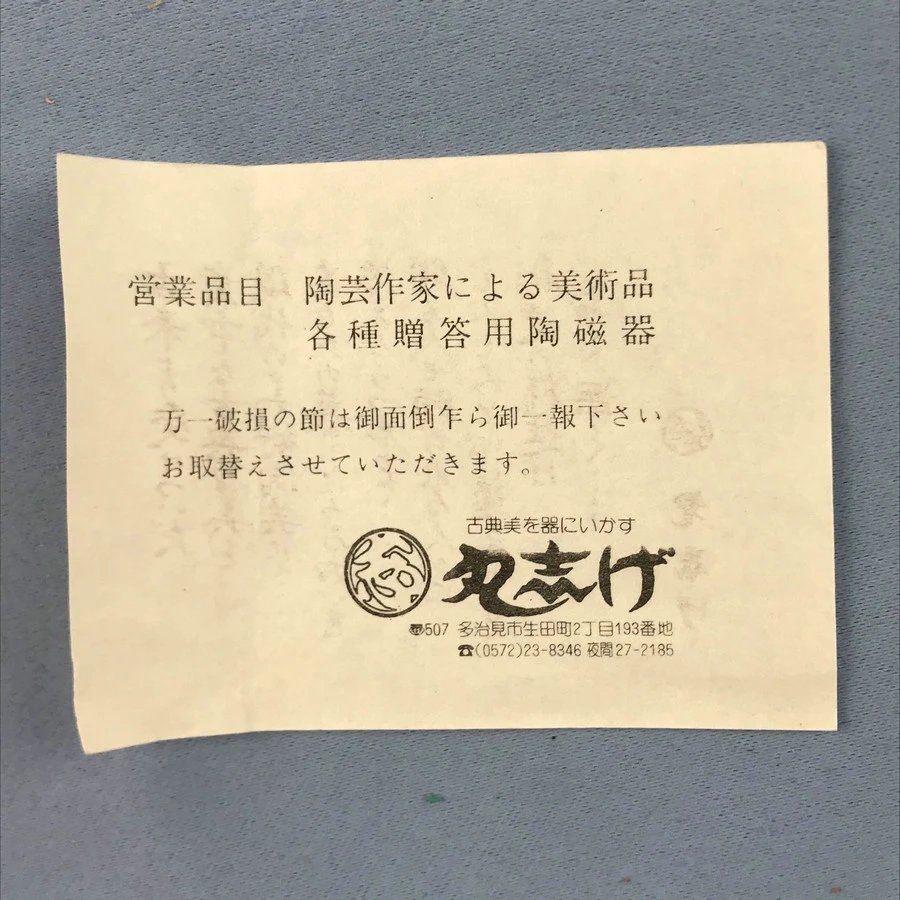 営業品目 陶芸作家による美術品
各種贈答用陶磁器
万一破損の節は御面倒乍ら御一報下さい
お取替えさせていただきます。
古典美を器にいかす
丸志げ
〒507 多治見市生田町2丁目193番地
☎(0572)23-8346 夜間27-2185